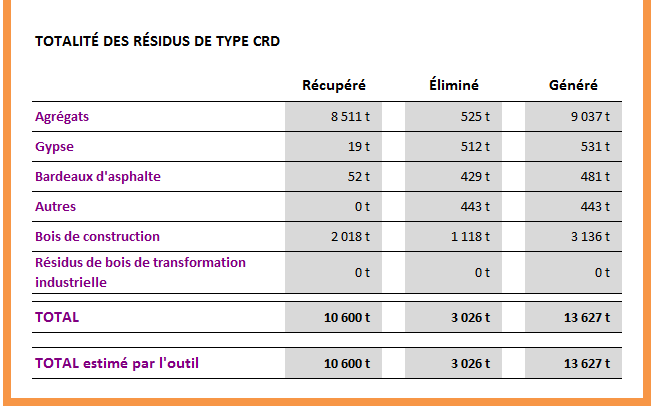 TOTALITÉ DES RÉSIDUS DE TYPE CRD
Récupéré Éliminé Généré
Agrégats 8 511 t 525 t 9 037 t
Gypse 19 t 512 t 531 t
Bardeaux d'asphalte 52 t 429 t 481 t
Autres 0 t 443 t 443 t
Bois de construction 2 018 t 1 118 t 3 136 t
Résidus de bois de transformation
industrielle 0 t 0 t 0 t
TOTAL 10 600 t 3 026 t 13 627 t
TOTAL estimé par l'outil 10 600 t 3 026 t 13 627 t